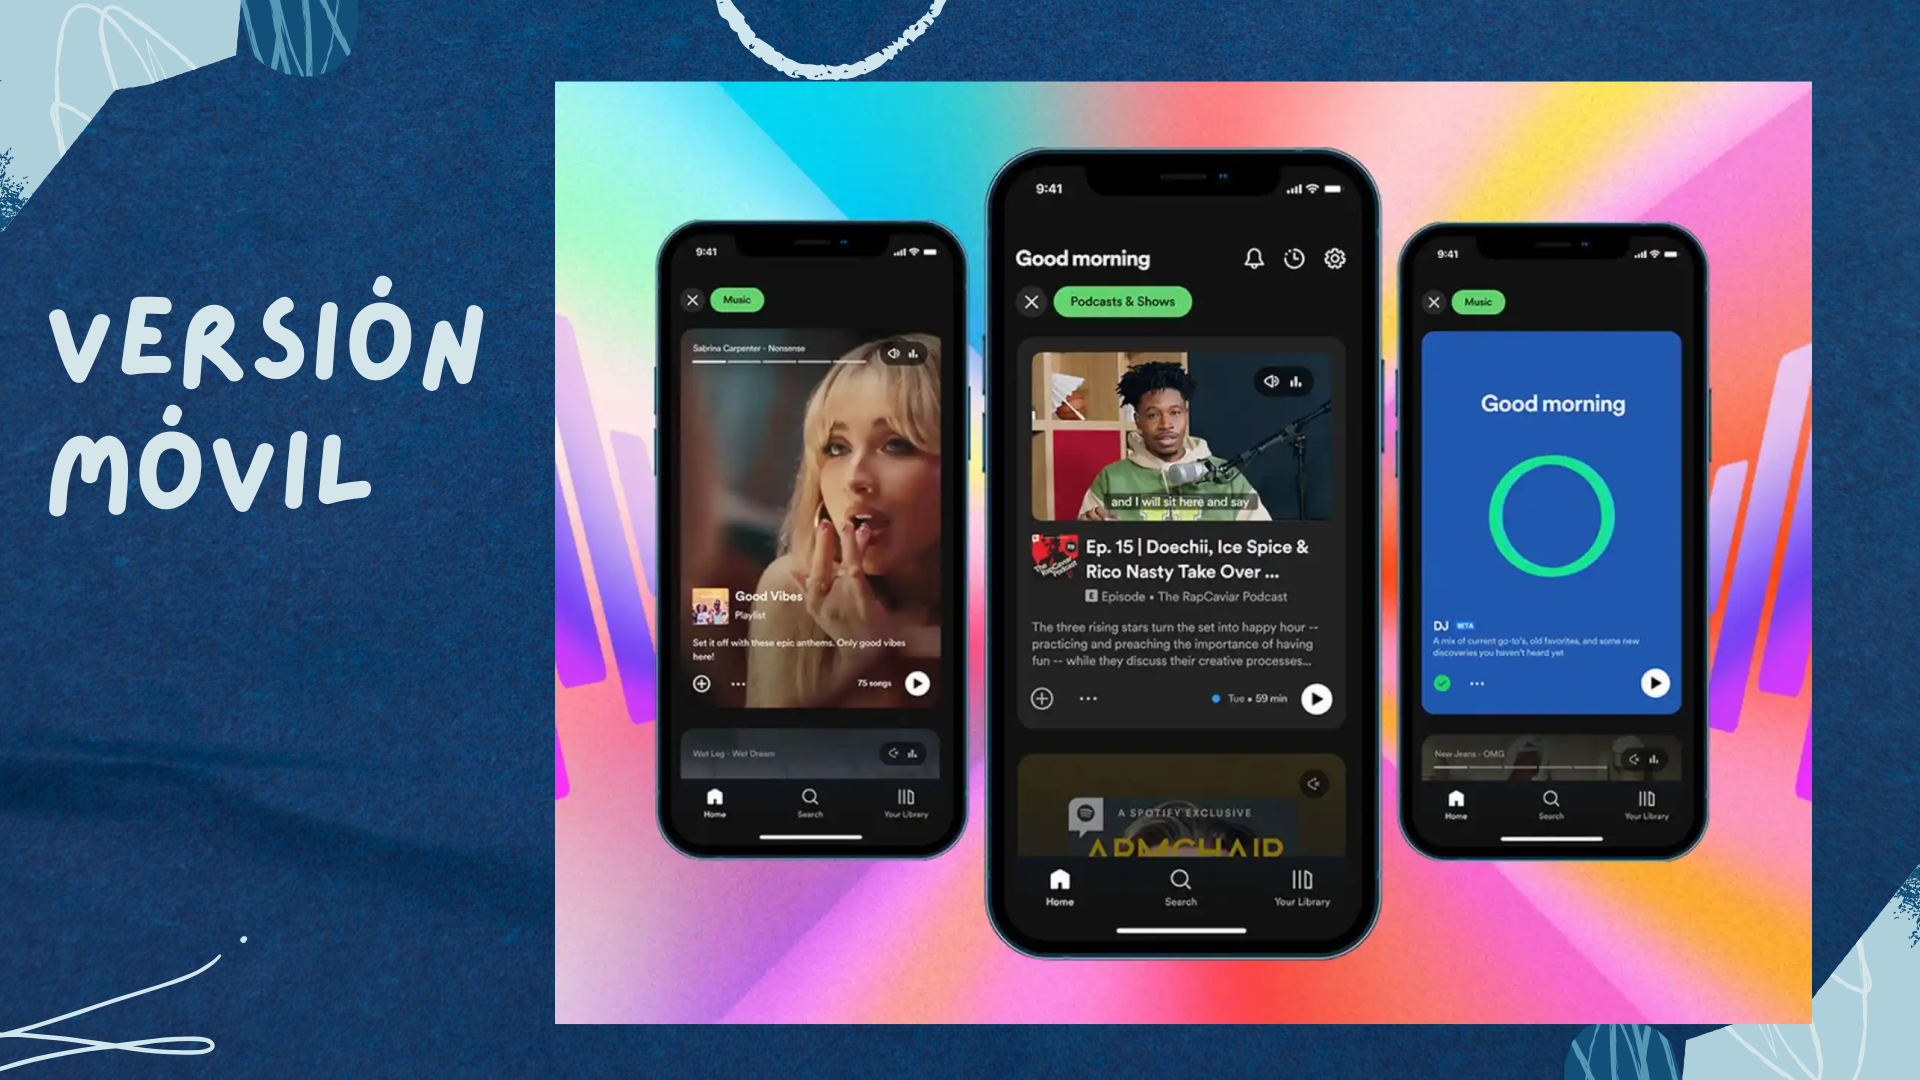 VERSIÓN
MÓVIL
9:41
Music
Sabrina Carpenter - Nonsense
Good Vibes
Playlist
Set it off with these epic anthems. Only good vibes
here!
75 songs
Wet Leg - Wet Dream
Home
Search
Your Library
9:41
Good morning
Podcasts & Shows
and I will sit here and say
The
RapCaviar
Podcast
Ep. 15 | Doechii, Ice Spice &
Rico Nasty Take Over ...
E Episode • The RapCaviar Podcast
The three rising stars turn the set into happy hour --
practicing and preaching the importance of having
fun -- while they discuss their creative processes...
Tue • 59 min
A SPOTIFY EXCLUSIVE
ARMCHAIR
Home
Search
Your Library
9:41
Music
Good morning
DJ BETA
A mix of current go-to's, old favorites, and some new
discoveries you haven't heard yet
New Jeans - OMG
Home
Search
Your Library